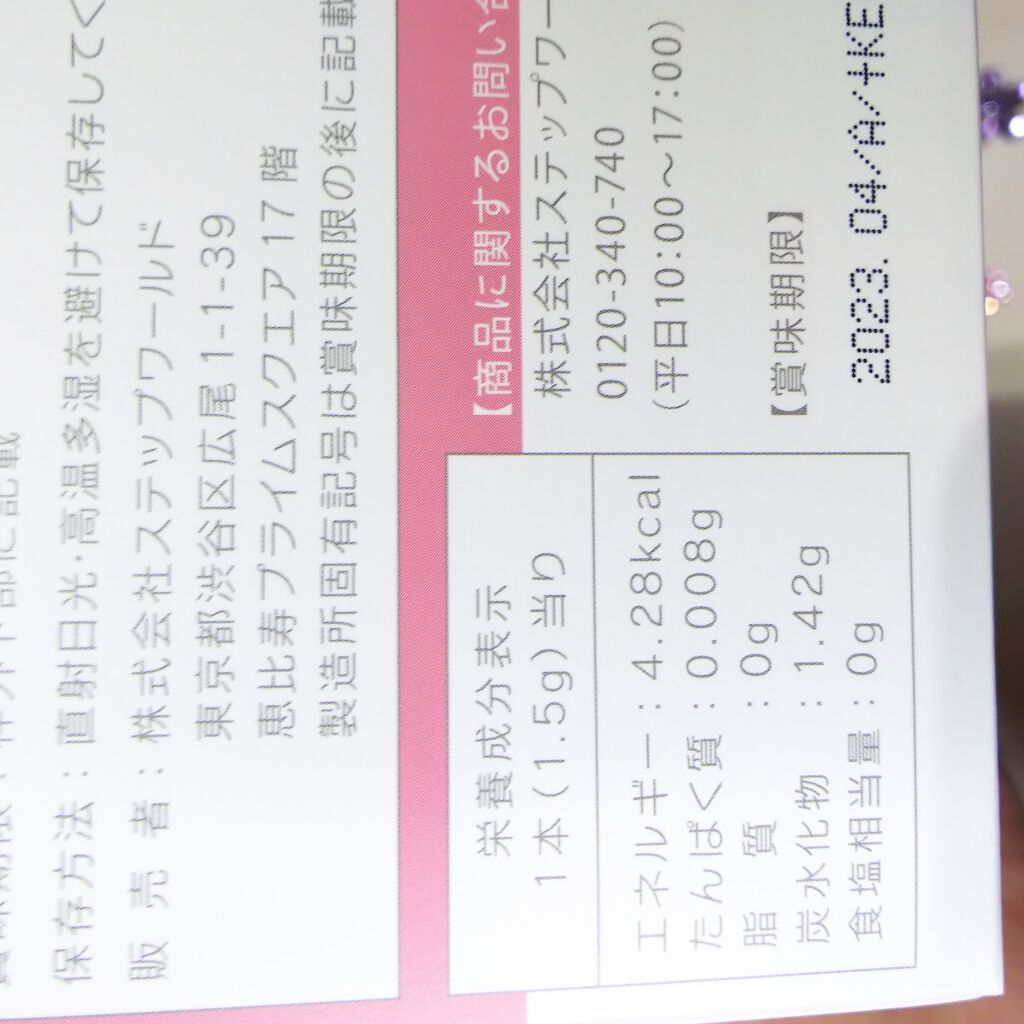 保存方法：直射日光・高温多湿を避けて保存してく
販売者：株式会社ステップワールド
東京都渋谷区広尾1-1-39
恵比寿プライムスクエア17階
製造所固有記号は賞味期限の後に記載
【商品に関するお問い合
株式会社ステップワー
0120-340-740
(平日10:00～17:00)
【賞味期限】
2023. 04/A/+KE
栄養成分表示
1本(1.5g)当り
エネルギー：4.28kcal
たんぱく質：0.008g
脂質：0g
炭水化物：1.42g
食塩相当量：0g